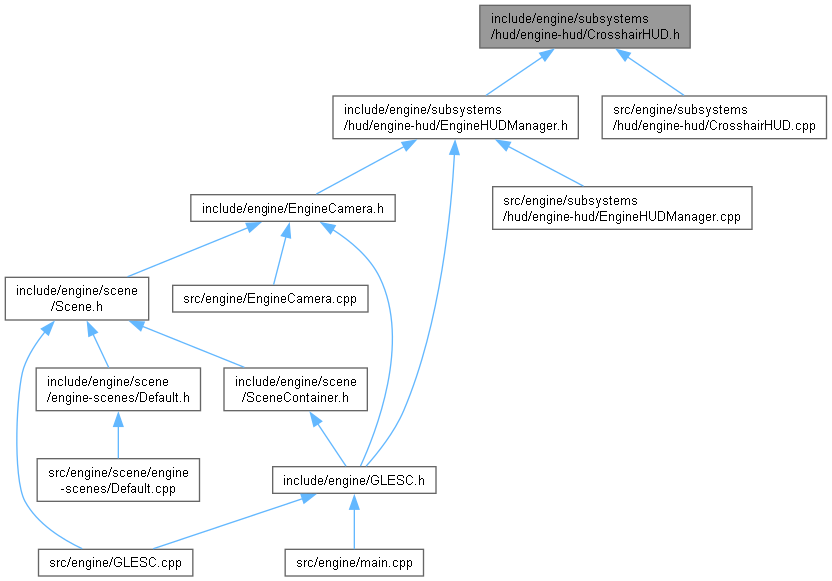 include/engine/subsystems
/hud/engine-hud/CrosshairHUD.h
include/engine/subsystems
/hud/engine-hud/EngineHUDManager.h
src/engine/subsystems
/hud/engine-hud/CrosshairHUD.cpp
include/engine/EngineCamera.h
src/engine/subsystems
/hud/engine-hud/EngineHUDManager.cpp
include/engine/scene
/Scene.h
src/engine/EngineCamera.cpp
include/engine/scene
/engine-scenes/Default.h
include/engine/scene
/SceneContainer.h
src/engine/scene/engine
-scenes/Default.cpp
include/engine/GLESC.h
src/engine/GLESC.cpp
src/engine/main.cpp